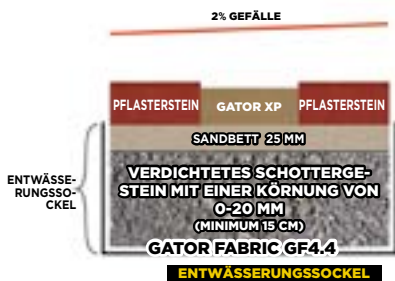 2% GEFÄLLE
PFLASTERSTEIN GATOR XP PFLASTERSTEIN
SANDBETT 25 MM
ENTWÄSSE-
RUNGSSO-
CKEL
VERDICHTETES SCHOTTERGE-
STEIN MIT EINER KÖRNUNG VON
0-20 MM
(MINIMUM 15 CM)
GATOR FABRIC GF4.4
ENTWÄSSERUNGSSOCKEL